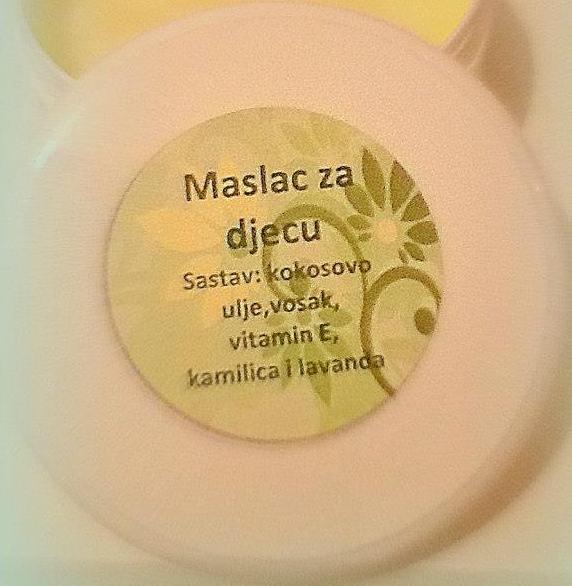 Maslac za
djecu
Sastav: kokosovo
ulje,vosak,
vitamin E,
kamilica i lavanda